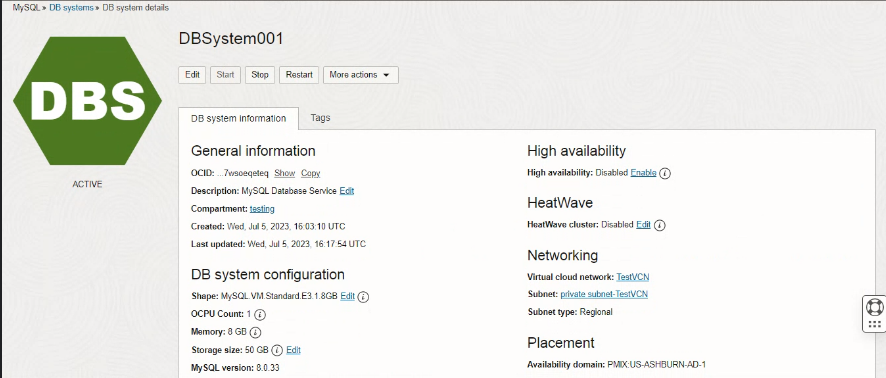 MySQL » DB systems » DB system details
DBS
ACTIVE
DBSystem001
Edit Start Stop Restart More actions
DB system information Tags
General information
OCID: ...7wsoeqeteq Show Copy
Description: MySQL Database Service Edit
Compartment: testing
Created: Wed, Jul 5, 2023, 16:03:10 UTC
Last updated: Wed, Jul 5, 2023, 16:17:54 UTC
DB system configuration
Shape: MySQL.VM.Standard.E3.1.8GB Edit
OCPU Count: 1
Memory: 8 GB
Storage size: 50 GB Edit
MySQL version: 8.0.33
High availability
High availability: Disabled Enable
HeatWave
HeatWave cluster: Disabled Edit
Networking
Virtual cloud network: TestVCN
Subnet: private subnet-TestVCN
Subnet type: Regional
Placement
Availability domain: PMIX:US-ASHBURN-AD-1